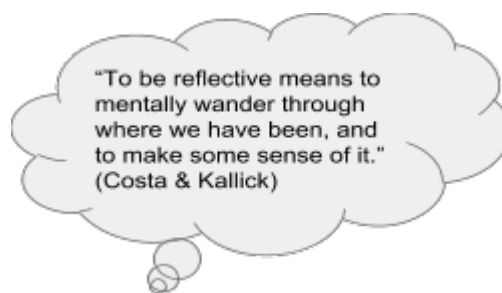 “To be reflective means to
mentally wander through
where we have been, and
to make some sense of it.”
(Costa & Kallick)